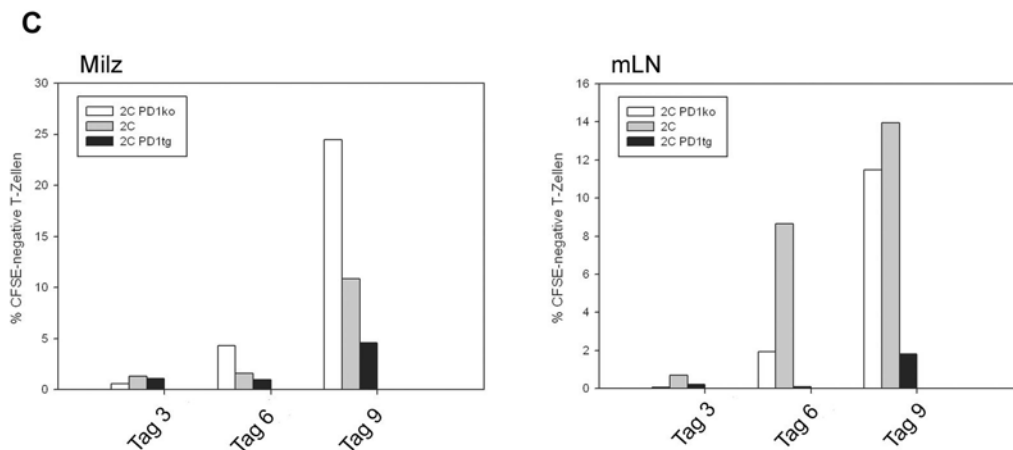 C
Milz
% CFSE-negative T-Zellen
30
25
20
15
10
5
0
2C PD1ko
2C
2C PD1tg
Tag 3
Tag 6
Tag 9
mLN
% CFSE-negative T-Zellen
16
14
12
10
8
6
4
2
0
2C PD1ko
2C
2C PD1tg
Tag 3
Tag 6
Tag 9